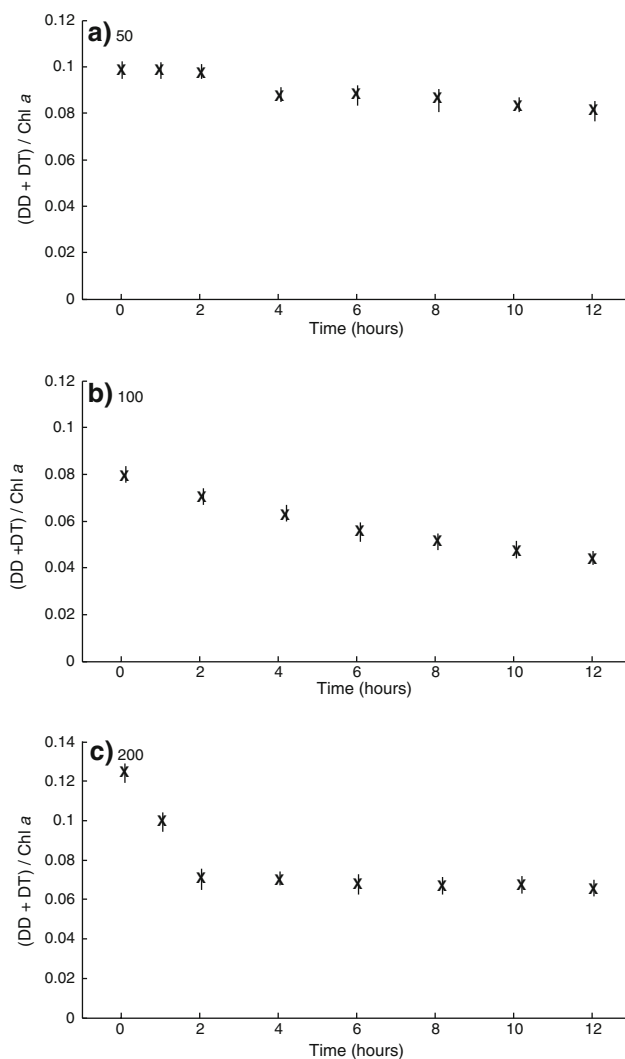 a) 50
0.12
0.1
0.08
0.06
0.04
0.02
0
(DD + DT) / Chl a
0 2 4 6 8 10 12
Time (hours)
b) 100
0.12
0.1
0.08
0.06
0.04
0.02
0
(DD +DT) / Chl a
0 2 4 6 8 10 12
Time (hours)
c) 200
0.14
0.12
0.1
0.08
0.06
0.04
0.02
0
(DD + DT) / Chl a
0 2 4 6 8 10 12
Time (hours)